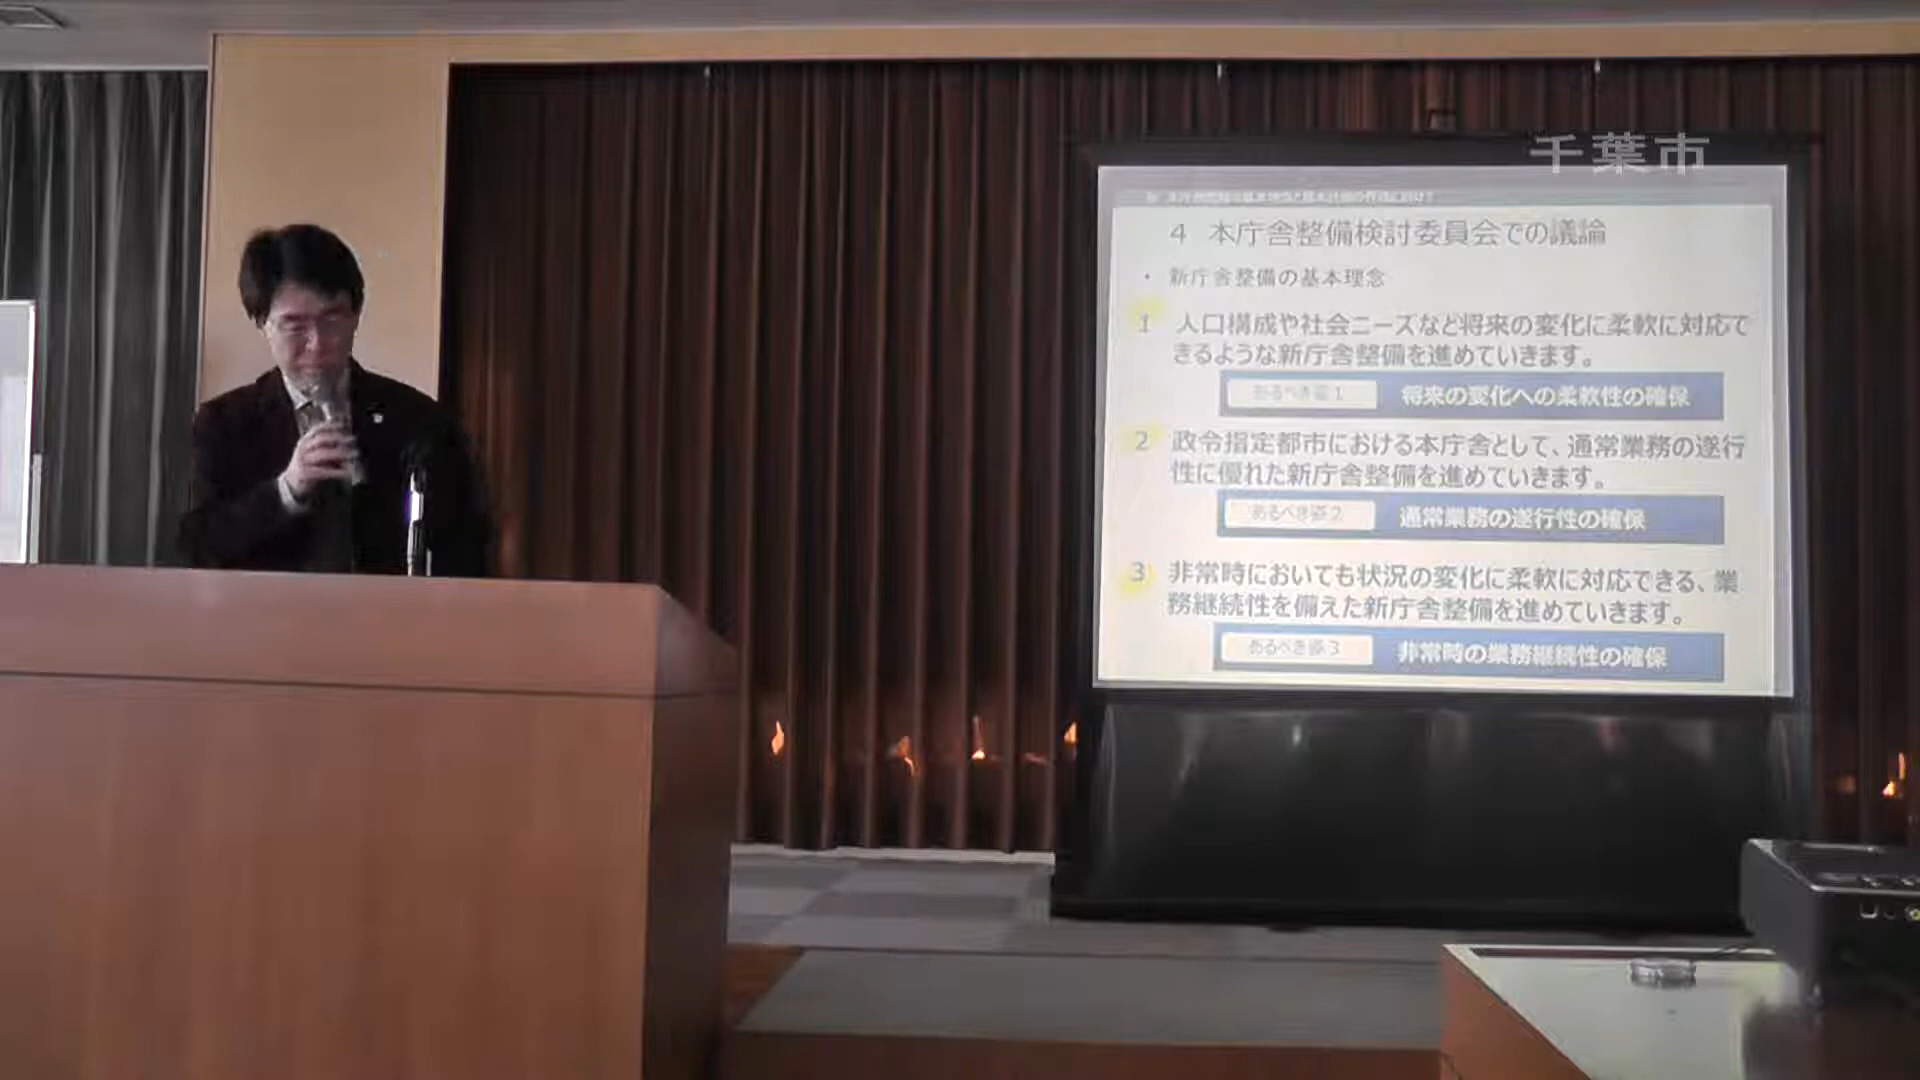 千葉市
4 本庁舎整備検討委員会での議論
・ 新庁舎整備の基本理念
1 人口構成や社会ニーズなど将来の変化に柔軟に対応で
きるような新庁舎整備を進めていきます。
あるべき姿1 将来の変化への柔軟性の確保
2 政令指定都市における本庁舎として、通常業務の遂行
性に優れた新庁舎整備を進めていきます。
あるべき姿2 通常業務の遂行性の確保
3 非常時においても状況の変化に柔軟に対応できる、業
務継続性を備えた新庁舎整備を進めていきます。
あるべき姿3 非常時の業務継続性の確保